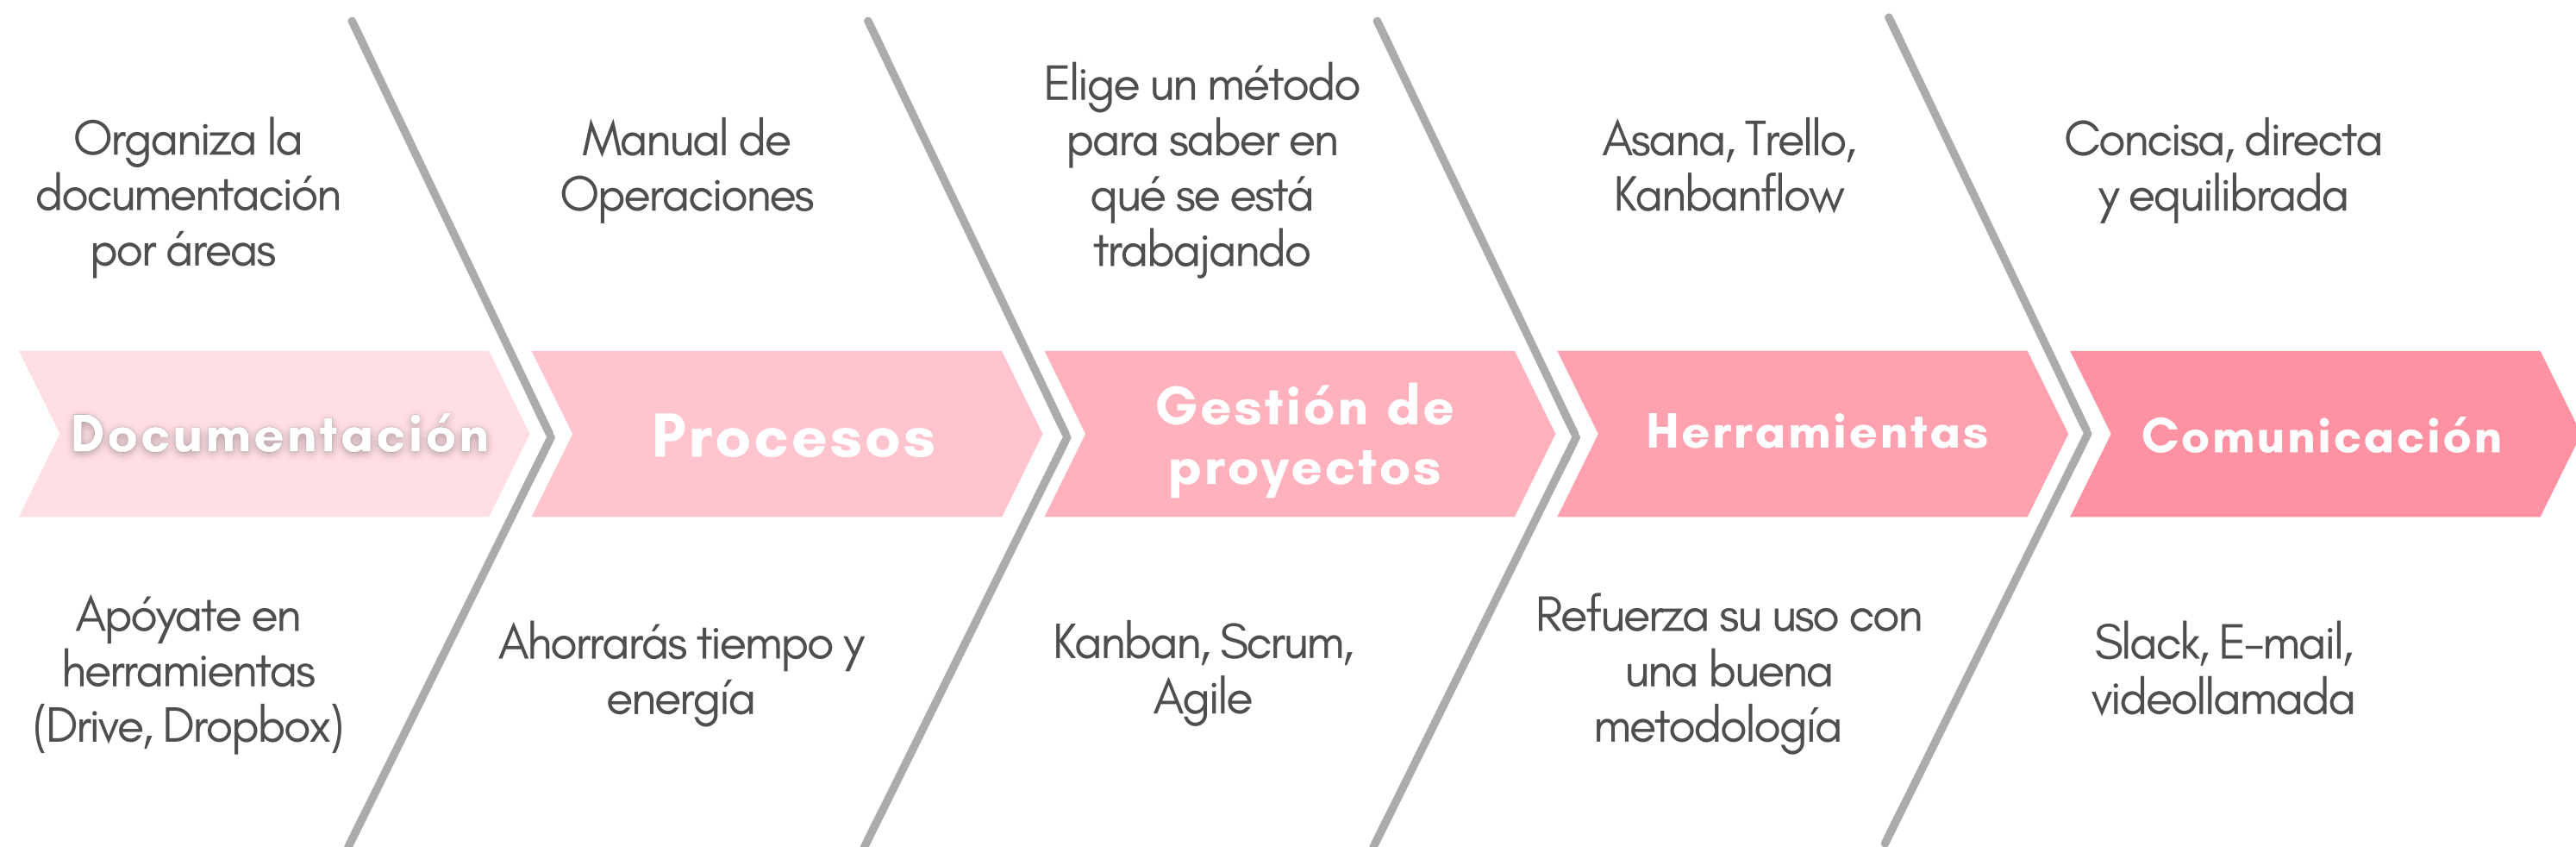 Organiza la
documentación
por áreas
Documentación
Apóyate en
herramientas
(Drive, Dropbox)
Manual de
Operaciones
Procesos
Ahorrarás tiempo y
energía
Elige un método
para saber en
qué se está
trabajando
Gestión de
proyectos
Kanban, Scrum,
Agile
Asana, Trello,
Kanbanflow
Herramientas
Refuerza su uso con
una buena
metodología
Concisa, directa
y equilibrada
Comunicación
Slack, E-mail,
videollamada